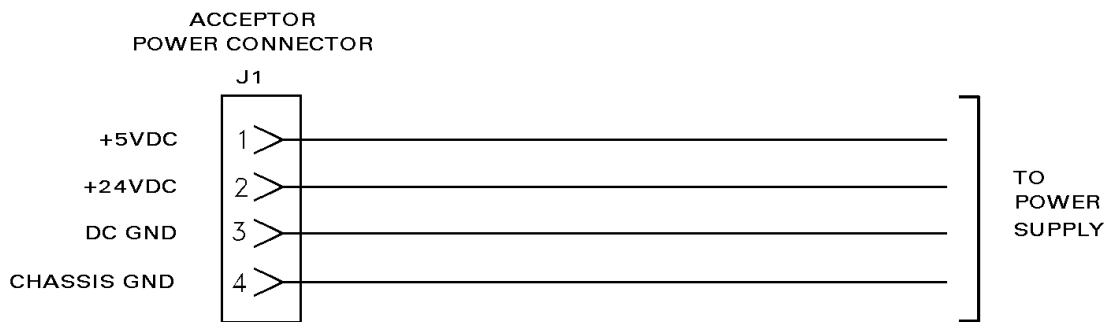 ACCEPTOR
POWER CONNECTOR
J1
+5VDC 1
+24VDC 2
DC GND 3
CHASSIS GND 4
TO
POWER
SUPPLY